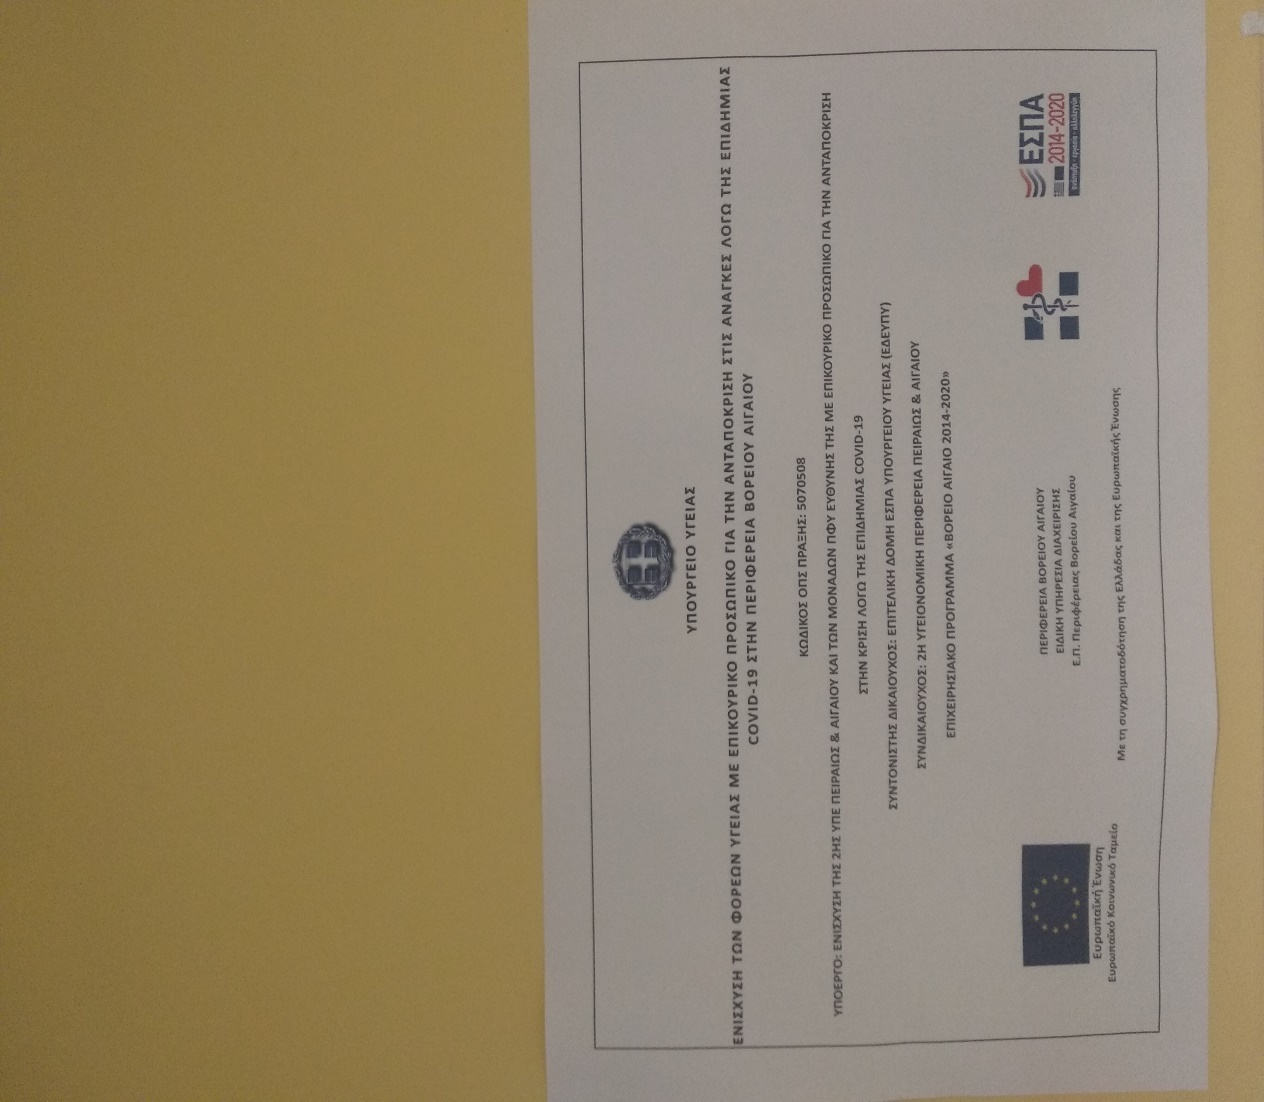 ΥΠΟΥΡΓΕΙΟ ΥΓΕΙΑΣ
ΕΝΙΣΧΥΣΗ ΤΩΝ ΦΟΡΕΩΝ ΥΓΕΙΑΣ ΜΕ ΕΠΙΚΟΥΡΙΚΟ ΠΡΟΣΩΠΙΚΟ ΓΙΑ ΤΗΝ ΑΝΤΑΠΟΚΡΙΣΗ ΣΤΙΣ ΑΝΑΓΚΕΣ ΛΟΓΩ ΤΗΣ ΕΠΙΔΗΜΙΑΣ
COVID-19 ΣΤΗΝ ΠΕΡΙΦΕΡΕΙΑ ΒΟΡΕΙΟΥ ΑΙΓΑΙΟΥ
ΚΩΔΙΚΟΣ ΟΠΣ ΠΡΑΞΗΣ: 5070508
ΥΠΟΕΡΓΟ: ΕΝΙΣΧΥΣΗ ΤΗΣ 2ΗΣ ΥΠΕ ΠΕΙΡΑΙΩΣ & ΑΙΓΑΙΟΥ ΚΑΙ ΤΩΝ ΜΟΝΑΔΩΝ ΠΦΥ ΕΥΘΥΝΗΣ ΤΗΣ ΜΕ ΕΠΙΚΟΥΡΙΚΟ ΠΡΟΣΩΠΙΚΟ ΓΙΑ ΤΗΝ ΑΝΤΑΠΟΚΡΙΣΗ
ΣΤΗΝ ΚΡΙΣΗ ΛΟΓΩ ΤΗΣ ΕΠΙΔΗΜΙΑΣ COVID-19
ΣΥΝΤΟΝΙΣΤΗΣ ΔΙΚΑΙΟΥΧΟΣ: ΕΠΙΤΕΛΙΚΗ ΔΟΜΗ ΕΣΠΑ ΥΠΟΥΡΓΕΙΟΥ ΥΓΕΙΑΣ (ΕΔΕΥΠΥ)
ΣΥΝΔΙΚΑΙΟΥΧΟΣ: 2Η ΥΓΕΙΟΝΟΜΙΚΗ ΠΕΡΙΦΕΡΕΙΑ ΠΕΙΡΑΙΩΣ & ΑΙΓΑΙΟΥ
ΕΠΙΧΕΙΡΗΣΙΑΚΟ ΠΡΟΓΡΑΜΜΑ «ΒΟΡΕΙΟ ΑΙΓΑΙΟ 2014-2020»
Ευρωπαϊκή Ένωση
Ευρωπαϊκό Κοινωνικό Ταμείο
ΠΕΡΙΦΕΡΕΙΑ ΒΟΡΕΙΟΥ ΑΙΓΑΙΟΥ
ΕΙΔΙΚΗ ΥΠΗΡΕΣΙΑ ΔΙΑΧΕΙΡΙΣΗΣ
Ε.Π. Περιφέρειας Βορείου Αιγαίου
ΕΣΠΑ
2014-2020
ανάπτυξη - εργασία - αλληλεγγύη
Με τη συγχρηματοδότηση της Ελλάδας και της Ευρωπαϊκής Ένωσης